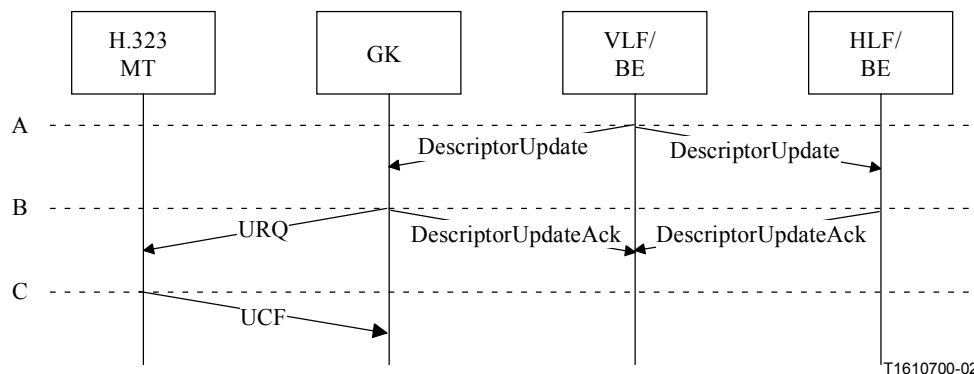 H.323
MT
GK
VLF/
BE
HLF/
BE
A
DescriptorUpdate
DescriptorUpdate
B
URQ
DescriptorUpdateAck
DescriptorUpdateAck
C
UCF
T1610700-02